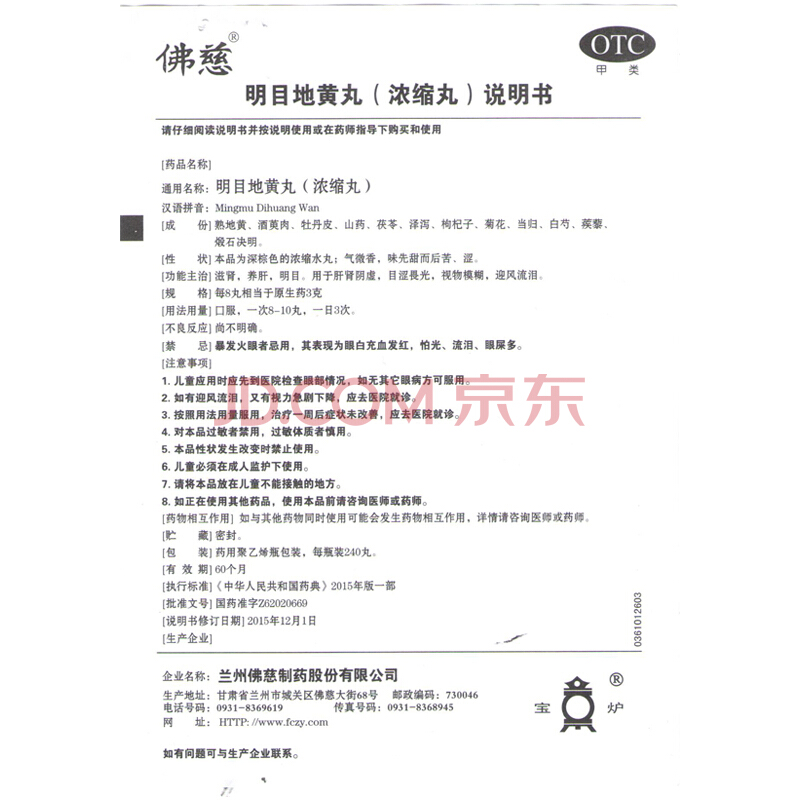 佛慈®
OTC
甲类
明目地黄丸（浓缩丸）说明书
请仔细阅读说明书并按说明使用或在药师指导下购买和使用
[药品名称]
通用名称：明目地黄丸（浓缩丸）
汉语拼音：Mingmu Dihuang Wan
[成　　份] 熟地黄、酒萸肉、牡丹皮、山药、茯苓、泽泻、枸杞子、菊花、当归、白芍、蒺藜、
煅石决明。
[性　　状] 本品为深棕色的浓缩水丸；气微香，味先甜而后苦、涩。
[功能主治] 滋肾，养肝，明目。用于肝肾阴虚，目涩畏光，视物模糊，迎风流泪。
[规　　格] 每8丸相当于原生药3克
[用法用量] 口服，一次8-10丸，一日3次。
[不良反应] 尚不明确。
[禁　　忌] 暴发火眼者忌用，其表现为眼白充血发红，怕光、流泪、眼屎多。
[注意事项]
1. 儿童应用时应先到医院检查眼部情况，如无其它眼病方可服用。
2. 如有迎风流泪，又有视力急剧下降，应去医院就诊。
3. 按照用法用量服用，治疗一周后症状未改善，应去医院就诊。
JD.COM 京东
4. 对本品过敏者禁用，过敏体质者慎用。
5. 本品性状发生改变时禁止使用。
6. 儿童必须在成人监护下使用。
7. 请将本品放在儿童不能接触的地方。
8. 如正在使用其他药品，使用本品前请咨询医师或药师。
[药物相互作用] 如与其他药物同时使用可能会发生药物相互作用，详情请咨询医师或药师。
[贮　　藏] 密封。
[包　　装] 药用聚乙烯瓶包装，每瓶装240丸。
[有 效 期] 60个月
[执行标准]《中华人民共和国药典》2015年版一部
[批准文号] 国药准字Z62020669
[说明书修订日期] 2015年12月1日
[生产企业]
0361012603
企业名称：兰州佛慈制药股份有限公司
生产地址：甘肃省兰州市城关区佛慈大街68号　邮政编码：730046
电话号码：0931-8369619　传真号码：0931-8368945
网　　址：HTTP://www.fczy.com
宝炉®
如有问题可与生产企业联系。